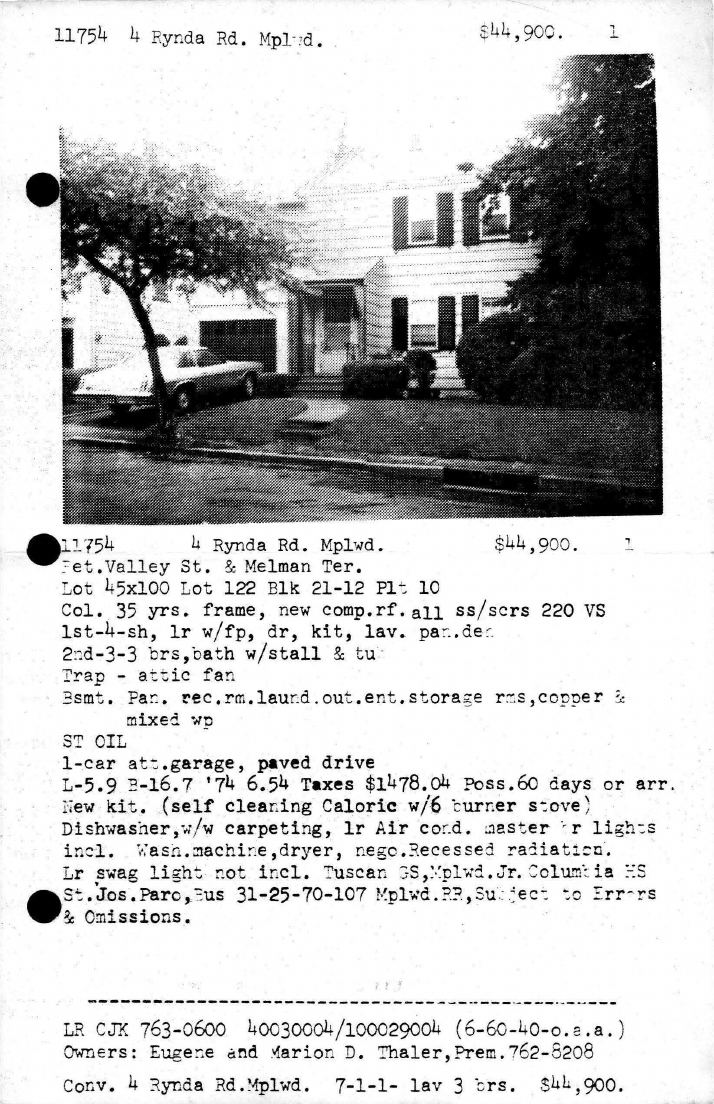 11754 4 Rynda Rd. Mplwd. $44,900. 1
11754 4 Rynda Rd. Mplwd. $44,900. 1
Bet.Valley St. & Melman Ter.
Lot 45x100 Lot 122 Blk 21-12 Plt 10
Col. 35 yrs. frame, new comp.rf. all ss/scrs 220 VS
1st-4-sh, lr w/fp, dr, kit, lav. pan.den
2nd-3-3 brs,bath w/stall & tub
Trap - attic fan
Bsmt. Pan. rec.rm.laund.out.ent.storage rms,copper &
mixed wp
ST OIL
1-car att.garage, paved drive
L-5.9 B-16.7 '74 6.54 Taxes $1478.04 Poss.60 days or arr.
New kit. (self cleaning Caloric w/6 burner stove)
Dishwasher,w/w carpeting, lr Air cond. master br lights
incl. Wash.machine,dryer, nego.Recessed radiation.
Lr swag light not incl. Tuscan GS,Mplwd.Jr.Columbia HS
St.Jos.Paro,Bus 31-25-70-107 Mplwd.RR,Subject to Errors
& Omissions.
LR CJK 763-0600 40030004/100029004 (6-60-40-o.a.a.)
Owners: Eugene and Marion D. Thaler,Prem.762-8208
Conv. 4 Rynda Rd.Mplwd. 7-1-1- lav 3 brs. $44,900.